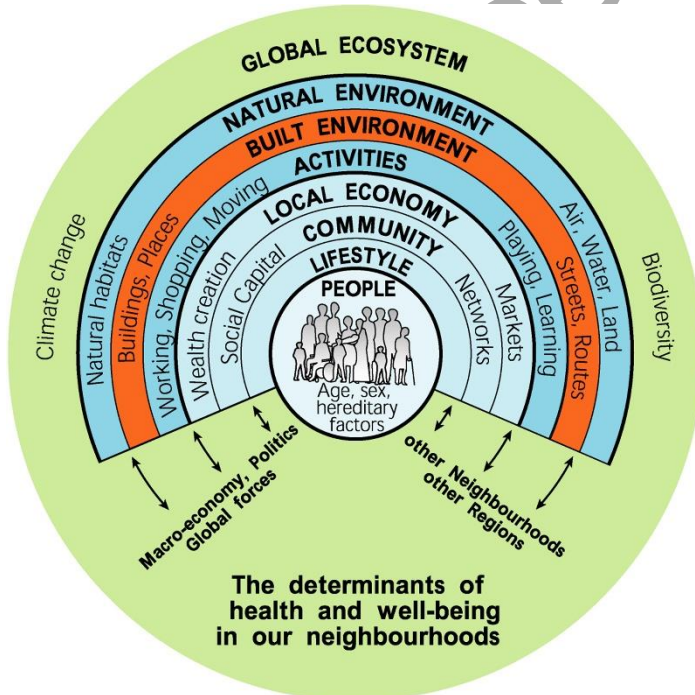 GLOBAL ECOSYSTEM
NATURAL ENVIRONMENT
BUILT ENVIRONMENT
ACTIVITIES
LOCAL ECONOMY
COMMUNITY
LIFESTYLE
PEOPLE
Age, sex,
hereditary
factors
Climate change
Natural habitats
Buildings, Places
Working, Shopping, Moving
Wealth creation
Social Capital
Networks
Markets
Playing, Learning
Streets, Routes
Air, Water, Land
Biodiversity
Macro-economy, Politics
Global forces
other Neighbourhoods
other Regions
The determinants of
health and well-being
in our neighbourhoods